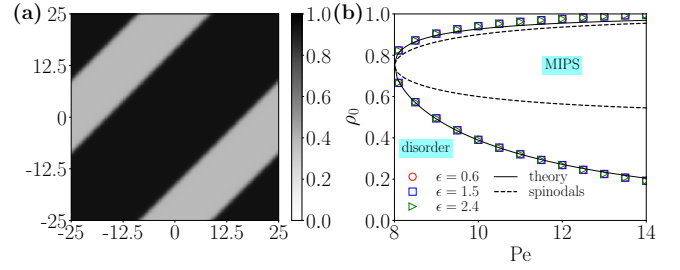 (a)
25
12.5
0
-12.5
-25
-25 -12.5 0 12.5 25
1.0
0.8
0.6
0.4
0.2
0.0
(b)
ρ₀
1.0
0.8
0.6
0.4
0.2
0.0
MIPS
disorder
ϵ = 0.6
ϵ = 1.5
ϵ = 2.4
theory
spinodals
8 10 12 14
Pe